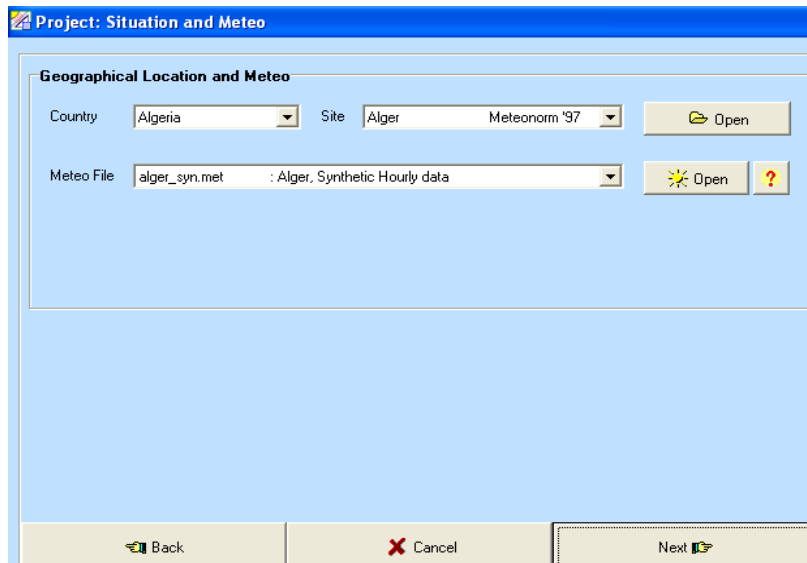 Project: Situation and Meteo
Geographical Location and Meteo
Country Algeria Site Alger Meteonorm '97 Open
Meteo File alger_syn.met : Alger, Synthetic Hourly data Open ?
Back Cancel Next